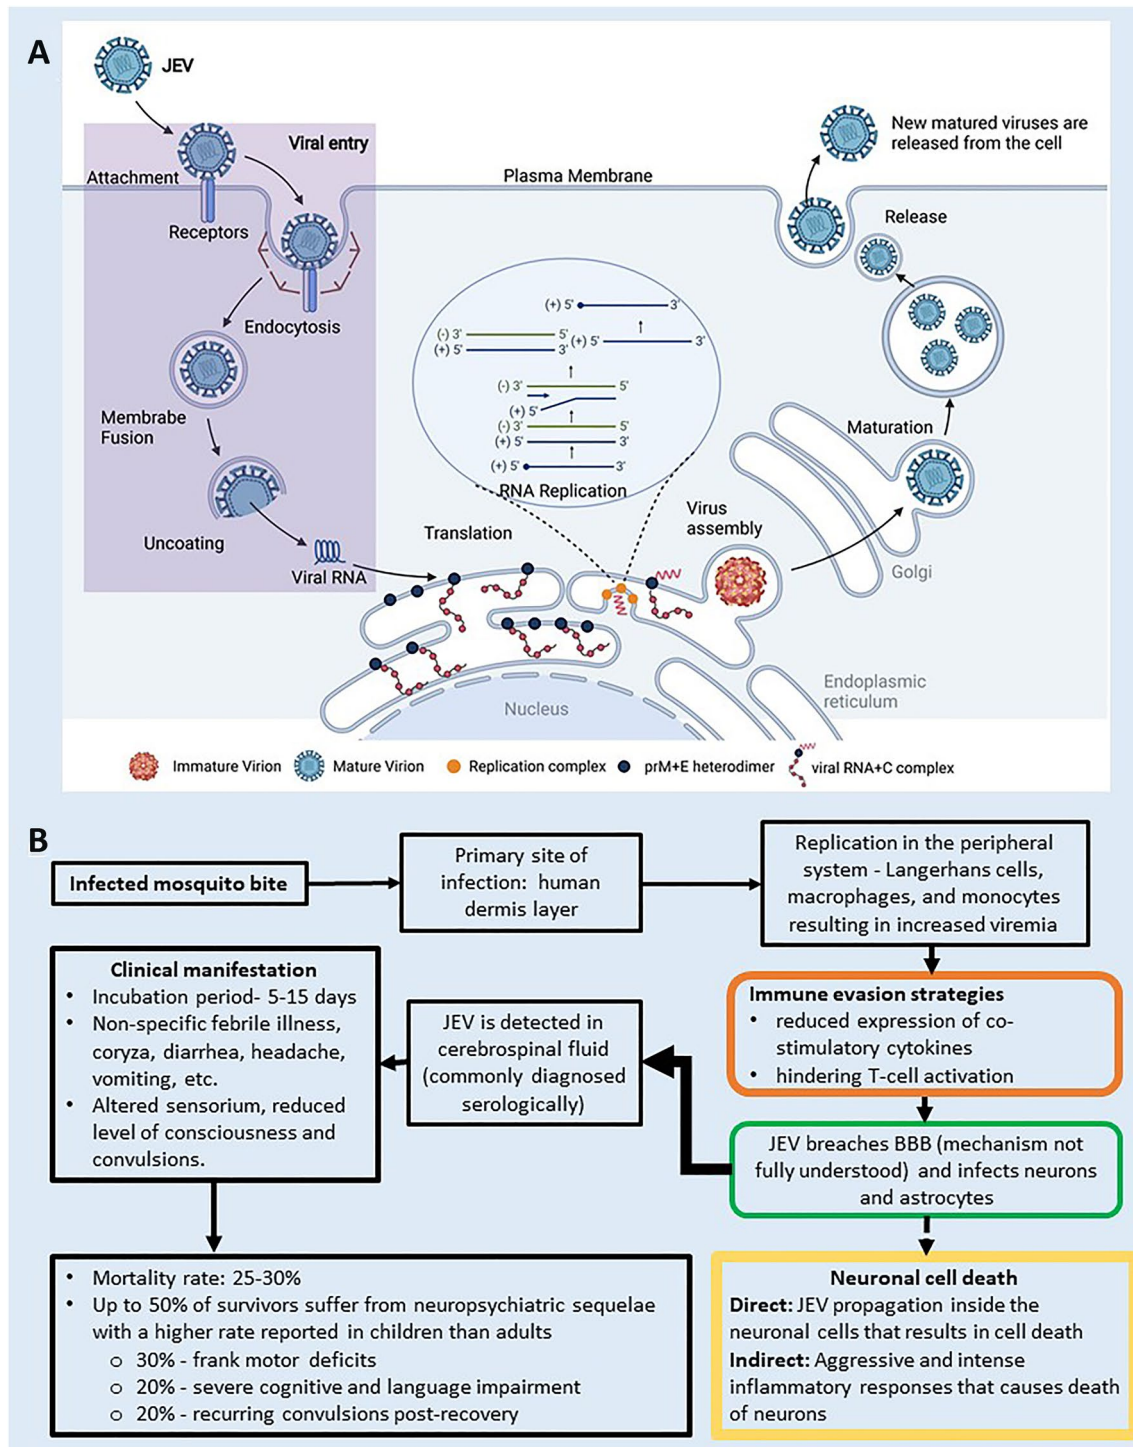 A
JEV
Viral entry
Attachment
Receptors
Endocytosis
Membrabe
Fusion
Uncoating
Viral RNA
Plasma Membrane
New matured viruses are
released from the cell
Release
(+) 5' 3'
(-) 3' 5'
(+) 5' 3'
(+) 5' 3'
(-) 3' 5'
(+) 5'
(-) 3' 5'
(+) 5' 3'
(+) 5' 3'
RNA Replication
Translation
Virus
assembly
Maturation
Golgi
Endoplasmic
reticulum
Nucleus
Immature Virion
Mature Virion
Replication complex
prM+E heterodimer
viral RNA+C complex
B
Infected mosquito bite
Primary site of
infection: human
dermis layer
Replication in the peripheral
system - Langerhans cells,
macrophages, and monocytes
resulting in increased viremia
Immune evasion strategies
• reduced expression of co-
stimulatory cytokines
• hindering T-cell activation
JEV breaches BBB (mechanism not
fully understood) and infects neurons
and astrocytes
JEV is detected in
cerebrospinal fluid
(commonly diagnosed
serologically)
Clinical manifestation
• Incubation period- 5-15 days
• Non-specific febrile illness,
coryza, diarrhea, headache,
vomiting, etc.
• Altered sensorium, reduced
level of consciousness and
convulsions.
• Mortality rate: 25-30%
• Up to 50% of survivors suffer from neuropsychiatric sequelae
with a higher rate reported in children than adults
o 30% - frank motor deficits
o 20% - severe cognitive and language impairment
o 20% - recurring convulsions post-recovery
Neuronal cell death
Direct: JEV propagation inside the
neuronal cells that results in cell death
Indirect: Aggressive and intense
inflammatory responses that causes death
of neurons